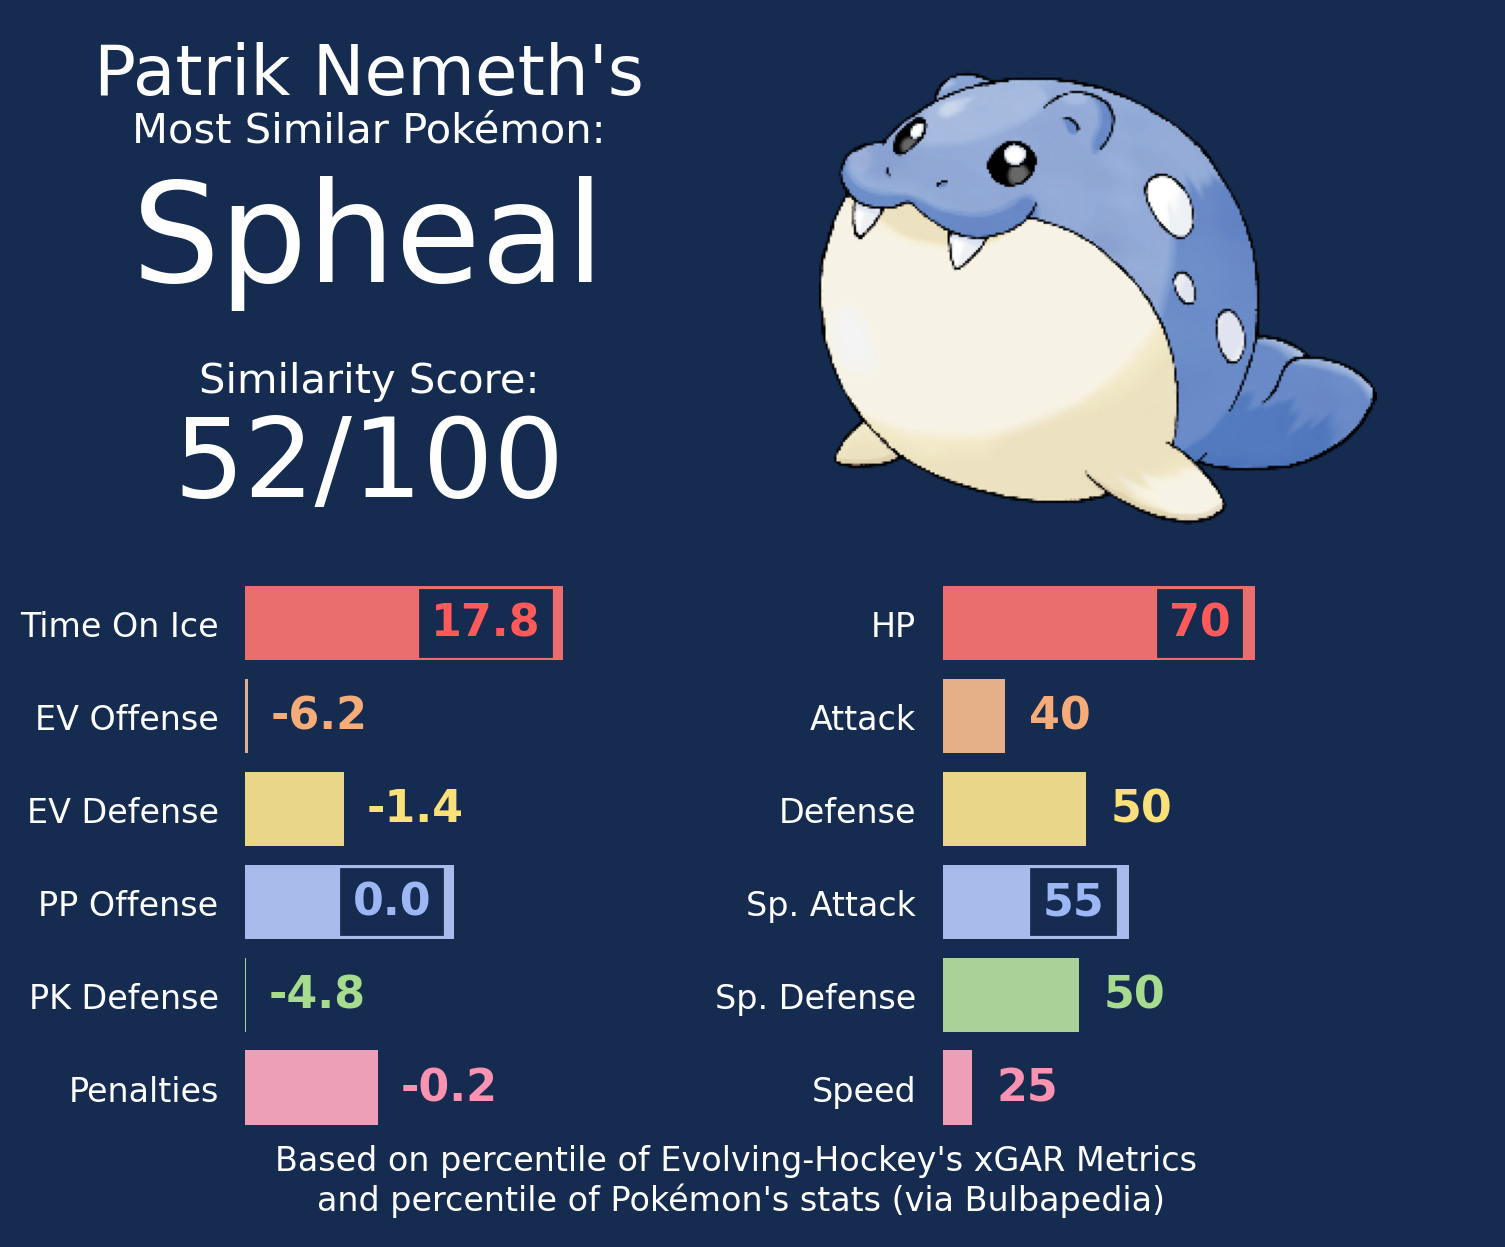 Patrik Nemeth's
Most Similar Pokémon:
Spheal
Similarity Score:
52/100
Time On Ice 17.8
EV Offense -6.2
EV Defense -1.4
PP Offense 0.0
PK Defense -4.8
Penalties -0.2
HP 70
Attack 40
Defense 50
Sp. Attack 55
Sp. Defense 50
Speed 25
Based on percentile of Evolving-Hockey's xGAR Metrics
and percentile of Pokémon's stats (via Bulbapedia)